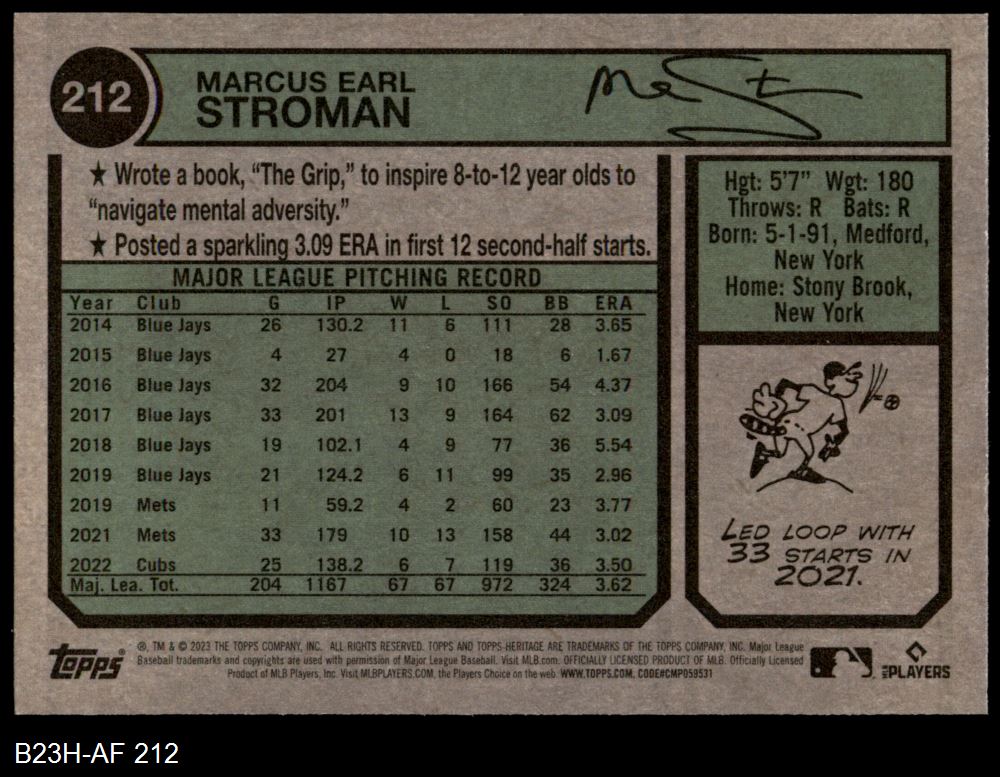 212
MARCUS EARL
STROMAN
★ Wrote a book, “The Grip,” to inspire 8-to-12 year olds to
“navigate mental adversity.”
★ Posted a sparkling 3.09 ERA in first 12 second-half starts.
MAJOR LEAGUE PITCHING RECORD
Year Club G IP W L SO BB ERA
2014 Blue Jays 26 130.2 11 6 111 28 3.65
2015 Blue Jays 4 27 4 0 18 6 1.67
2016 Blue Jays 32 204 9 10 166 54 4.37
2017 Blue Jays 33 201 13 9 164 62 3.09
2018 Blue Jays 19 102.1 4 9 77 36 5.54
2019 Blue Jays 21 124.2 6 11 99 35 2.96
2019 Mets 11 59.2 4 2 60 23 3.77
2021 Mets 33 179 10 13 158 44 3.02
2022 Cubs 25 138.2 6 7 119 36 3.50
Maj. Lea. Tot. 204 1167 67 67 972 324 3.62
Hgt: 5'7” Wgt: 180
Throws: R Bats: R
Born: 5-1-91, Medford,
New York
Home: Stony Brook,
New York
LED LOOP WITH
33 STARTS IN
2021.
topps®
®, TM & © 2023 THE TOPPS COMPANY, INC. ALL RIGHTS RESERVED. TOPPS AND TOPPS-HERITAGE ARE TRADEMARKS OF THE TOPPS COMPANY, INC. Major League
Baseball trademarks and copyrights are used with permission of Major League Baseball. Visit MLB.com. OFFICIALLY LICENSED PRODUCT OF MLB. Officially Licensed
Product of MLB Players, Inc. Visit MLBPLAYERS.COM, the Players Choice on the web. WWW.TOPPS.COM. CODE#CMP059531
MLB PLAYERS
B23H-AF 212